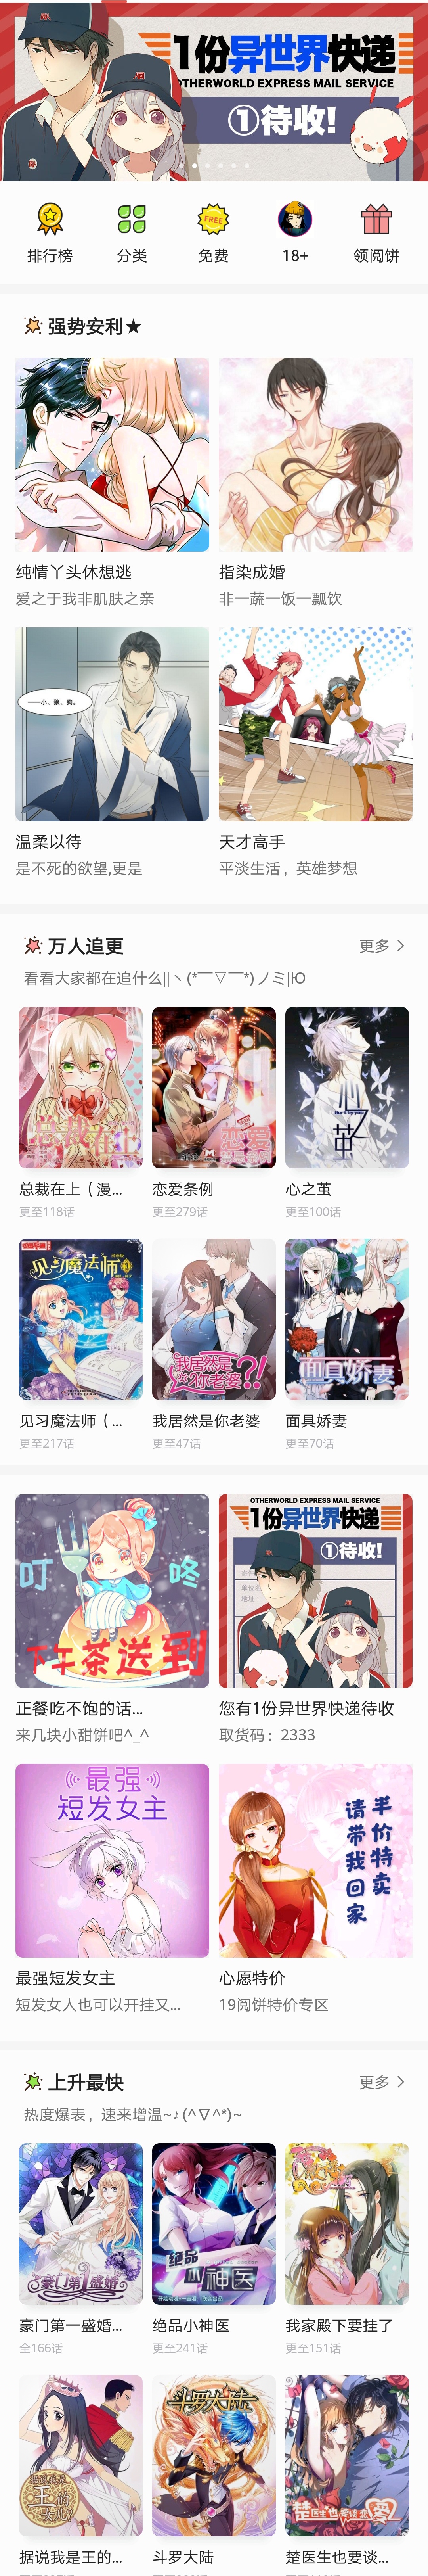 1份异世界快递
OTHERWORLD EXPRESS MAIL SERVICE
①待收!
FREE
排行榜
分类
免费
18+
领阅饼
强势安利★
——小、狼、狗。
纯情丫头休想逃
爱之于我非肌肤之亲
指染成婚
非一蔬一饭一瓢饮
温柔以待
是不死的欲望,更是
天才高手
平淡生活，英雄梦想
万人追更
更多 >
看看大家都在追什么||ヽ(*￣▽￣*)ノミ|Ю
总裁在上
恋爱条例
心之茧
总裁在上（漫...
更至118话
恋爱条例
更至279话
心之茧
更至100话
见习魔法师
我居然是你老婆?!
面具娇妻
见习魔法师（...
更至217话
我居然是你老婆
更至47话
面具娇妻
更至70话
叮
咚
下午茶送到
OTHERWORLD EXPRESS MAIL SERVICE
1份异世界快递
①待收!
正餐吃不饱的话...
来几块小甜饼吧^_^
您有1份异世界快递待收
取货码：2333
最强
短发女主
半价特卖
请带我回家
最强短发女主
短发女人也可以开挂又...
心愿特价
19阅饼特价专区
上升最快
更多 >
热度爆表，速来增温~♪(^∇^*)~
豪门第1盛婚
绝品小神医
豪门第一盛婚...
全166话
绝品小神医
更至241话
我家殿下要挂了
更至151话
据说我是王的女儿?
斗罗大陆
楚医生也要谈恋爱
据说我是王的...
斗罗大陆
楚医生也要谈...